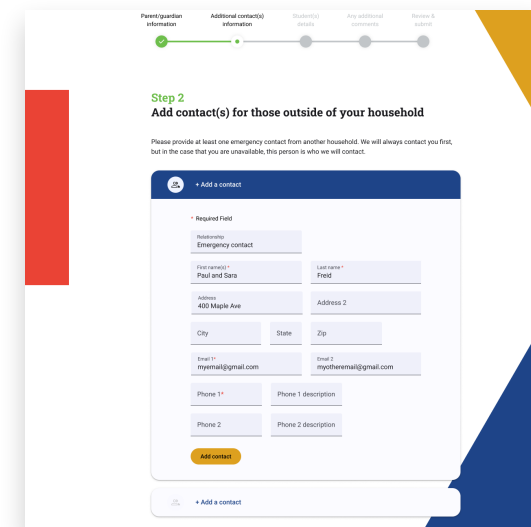 Parent/guardian information
Additional contact(s) information
Student(s) details
Any additional comments
Review & submit
Step 2
Add contact(s) for those outside of your household
Please provide at least one emergency contact from another household. We will always contact you first,
but in the case that you are unavailable, this person is who we will contact.
+ Add a contact
* Required Field
Relationship
Emergency contact
First name(s) *
Last name *
Paul and Sara
Freid
Address
400 Maple Ave
Address 2
City
State
Zip
Email 1*
Email 2
myemail@gmail.com
myotheremail@gmail.com
Phone 1*
Phone 1 description
Phone 2
Phone 2 description
Add contact
+ Add a contact